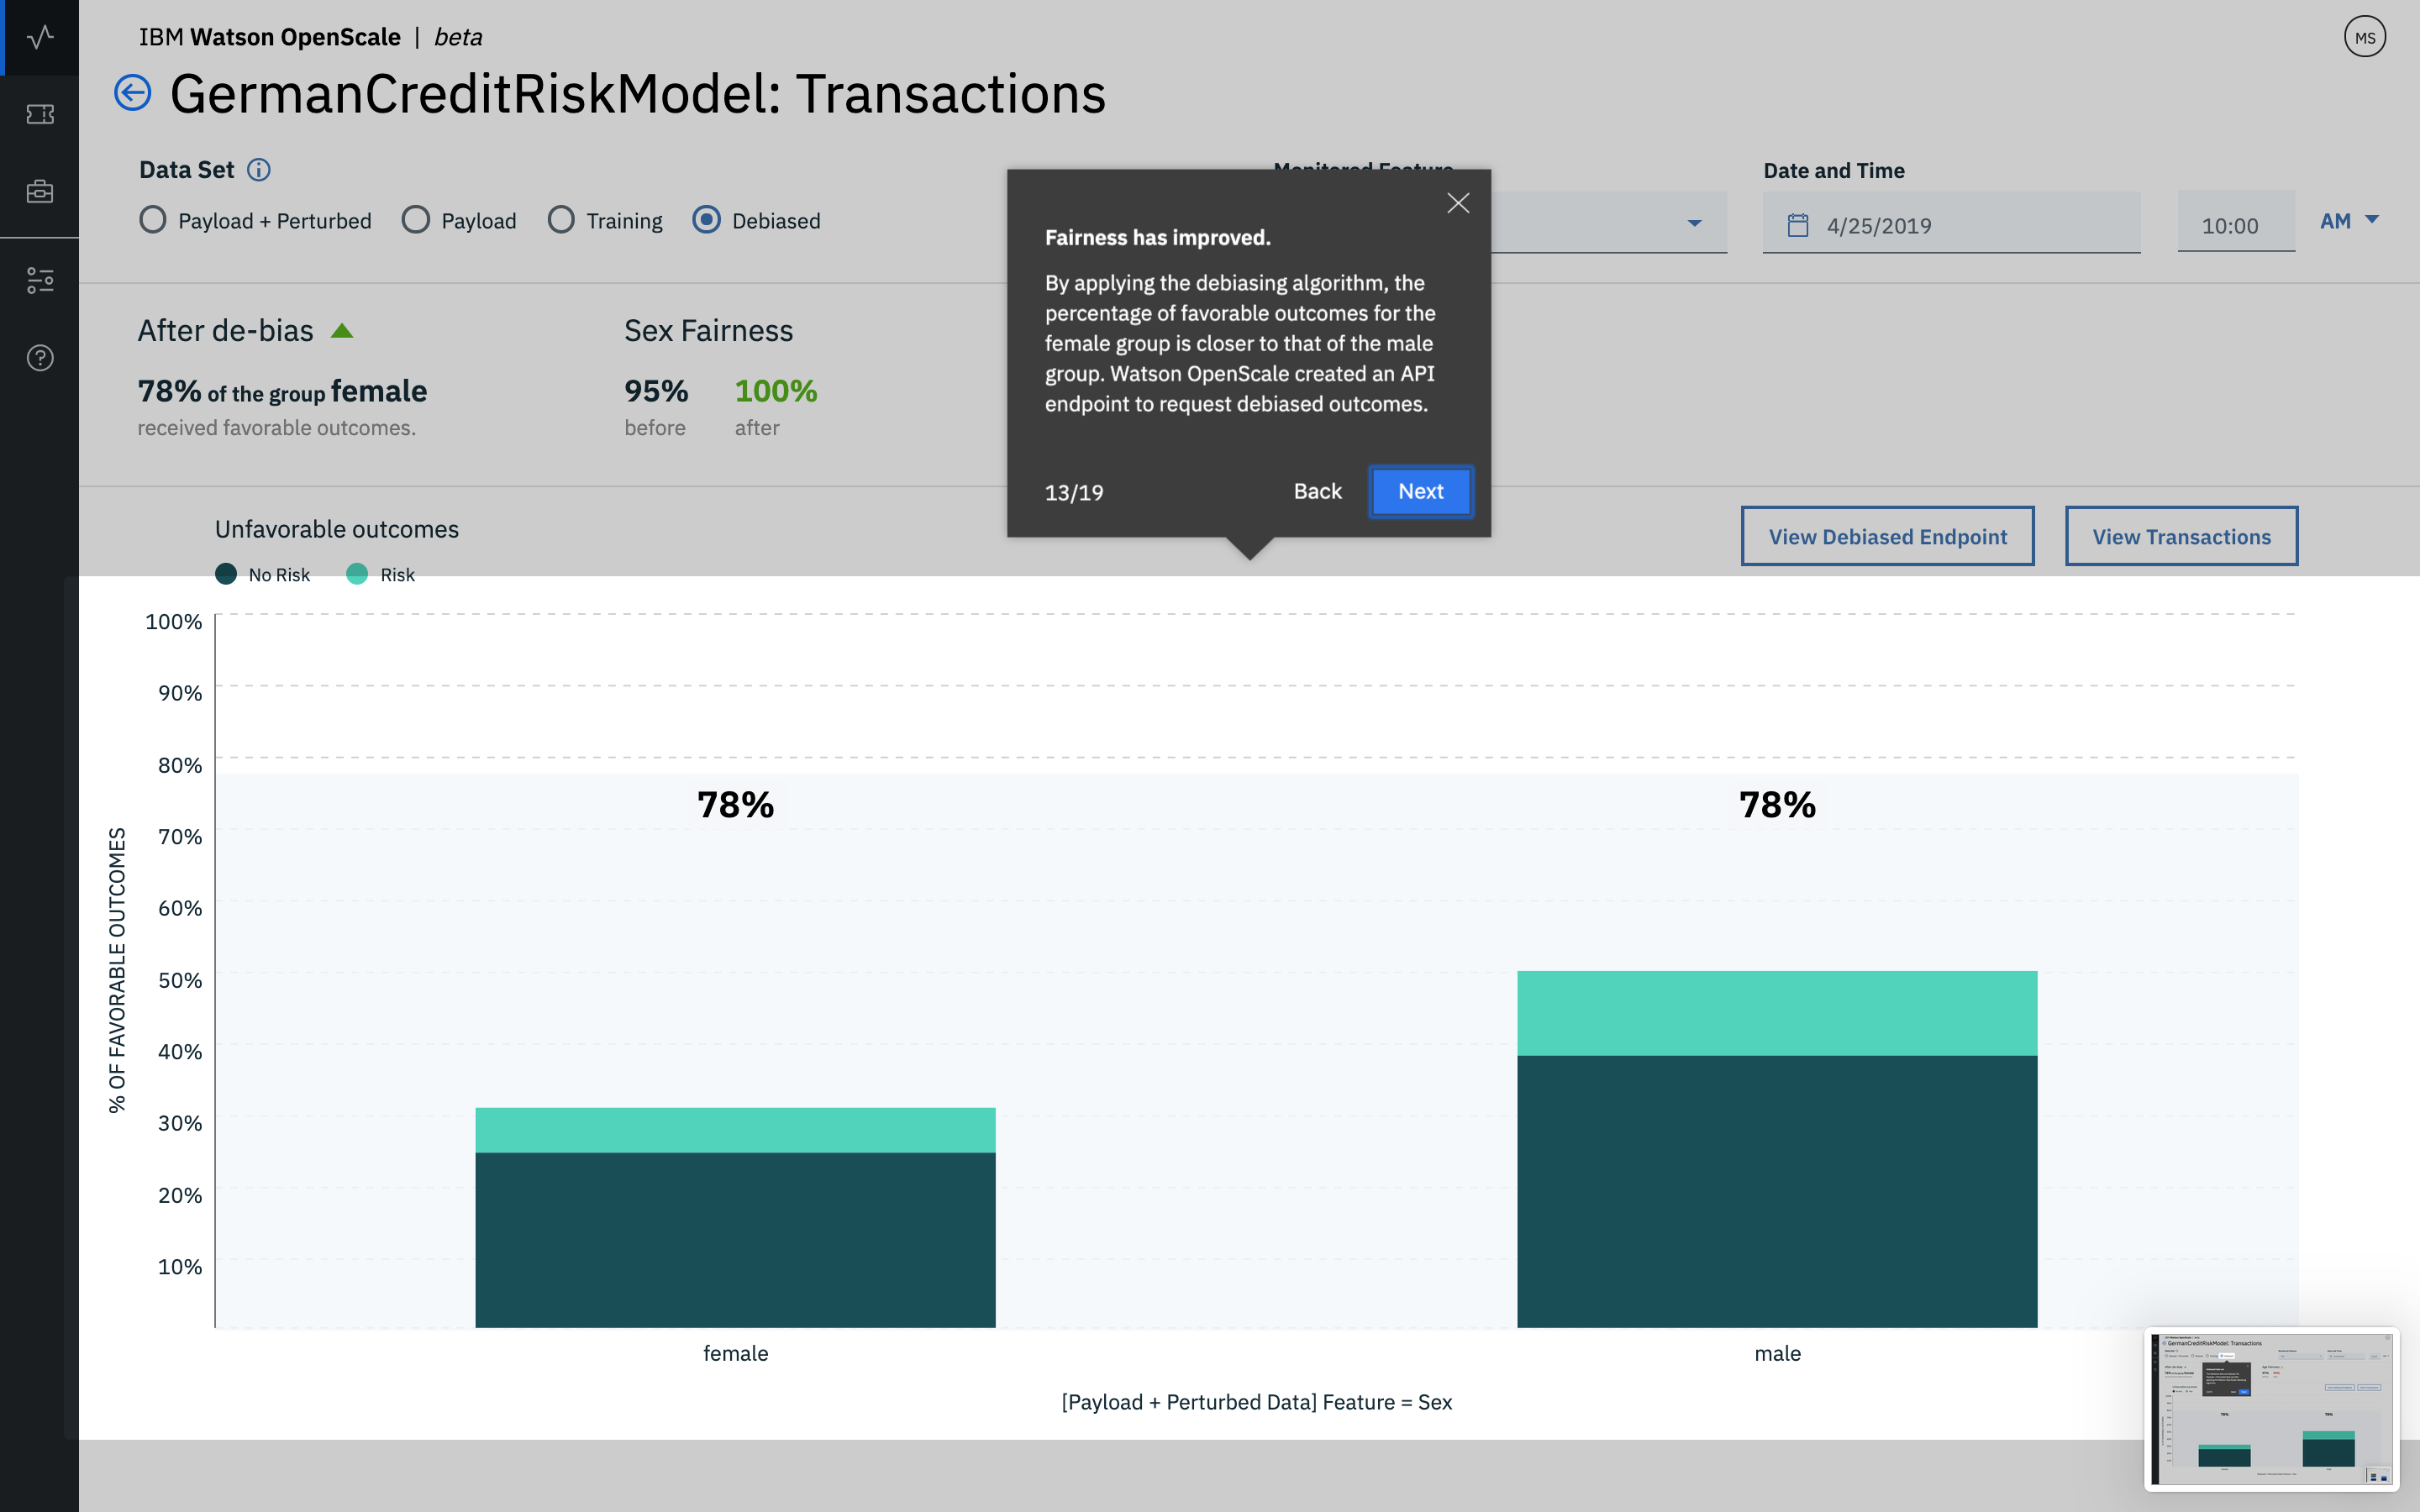 IBM Watson OpenScale | beta
MS
GermanCreditRiskModel: Transactions
Data Set
Payload + Perturbed
Payload
Training
Debiased
Monitored Feature
Date and Time
4/25/2019
10:00
AM
Fairness has improved.
By applying the debiasing algorithm, the
percentage of favorable outcomes for the
female group is closer to that of the male
group. Watson OpenScale created an API
endpoint to request debiased outcomes.
13/19
Back
Next
After de-bias
78% of the group female
received favorable outcomes.
Sex Fairness
95%
before
100%
after
Unfavorable outcomes
No Risk
Risk
View Debiased Endpoint
View Transactions
100%
90%
80%
70%
60%
50%
40%
30%
20%
10%
% OF FAVORABLE OUTCOMES
78%
78%
female
male
[Payload + Perturbed Data] Feature = Sex
GermanCreditRiskModel: Transactions